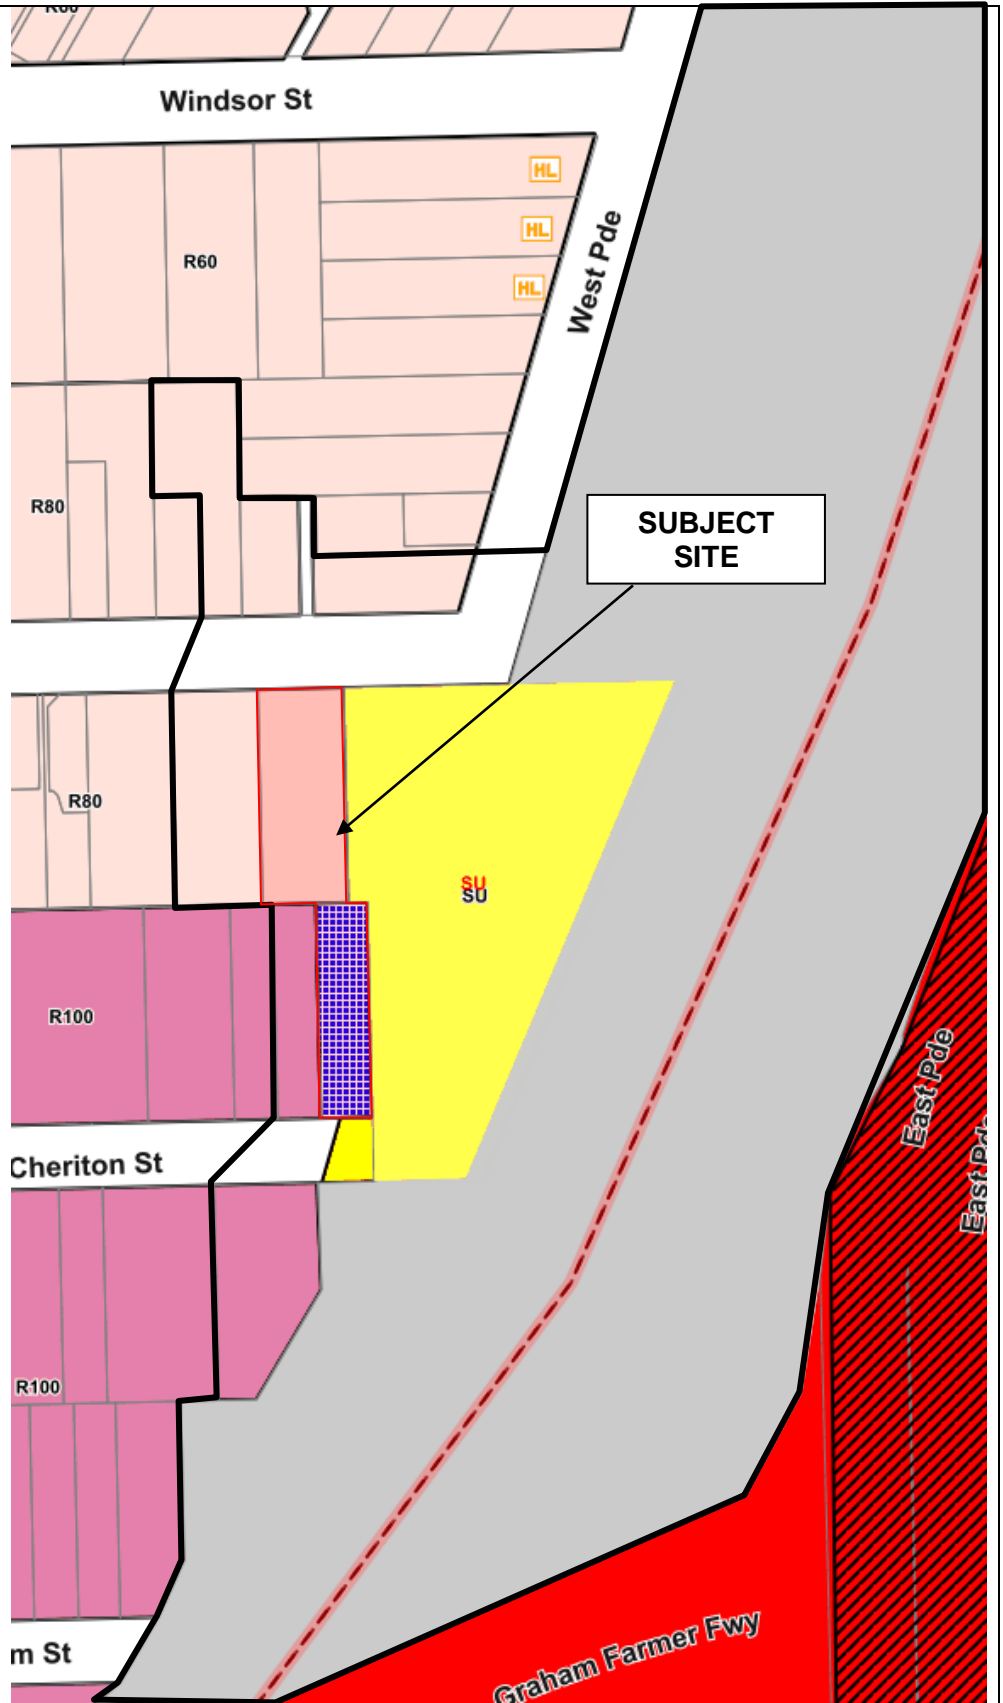 R60
Windsor St
HL
R60
HL
West Pde
HL
R80
SUBJECT
SITE
R80
SU
SU
R100
East Pde
Cheriton St
East Pde
R100
Graham Farmer Fwy
m St